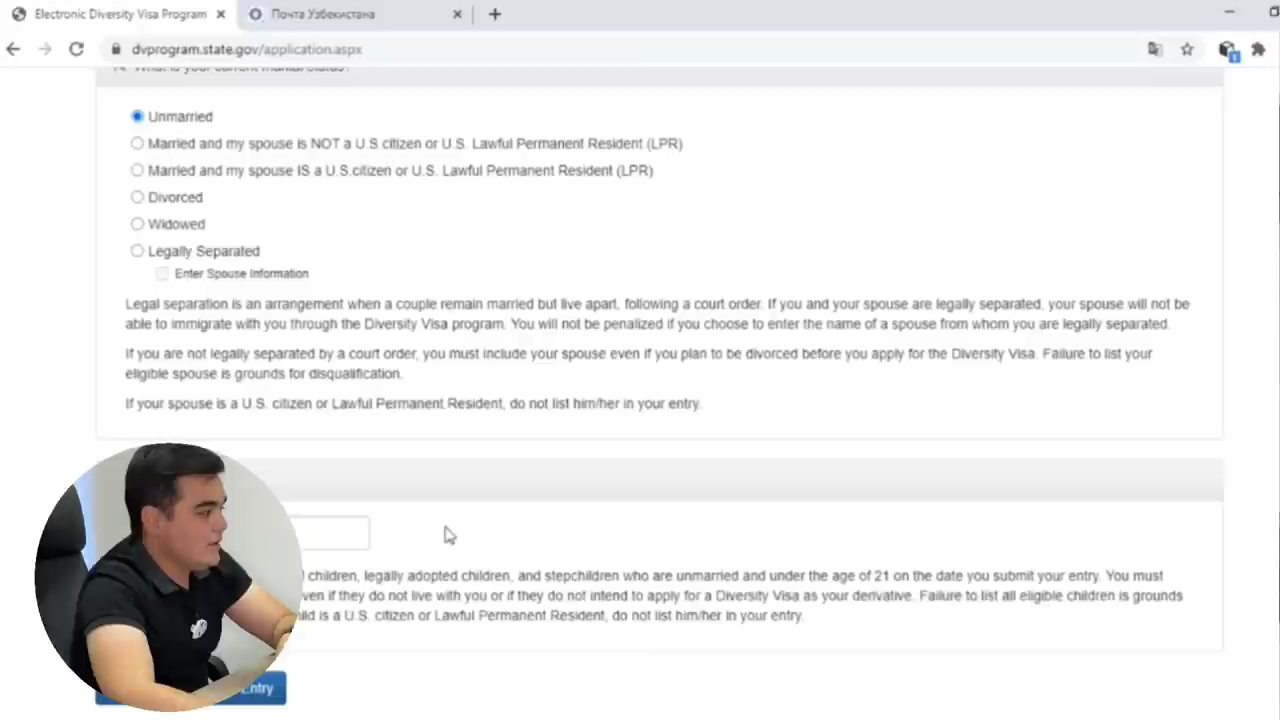 Electronic Diversity Visa Program
Почта Узбекистана
dvprogram.state.gov/application.aspx
What is your current marital status?
Unmarried
Married and my spouse is NOT a U.S.citizen or U.S. Lawful Permanent Resident (LPR)
Married and my spouse IS a U.S.citizen or U.S. Lawful Permanent Resident (LPR)
Divorced
Widowed
Legally Separated
Enter Spouse Information
Legal separation is an arrangement when a couple remain married but live apart, following a court order. If you and your spouse are legally separated, your spouse will not be
able to immigrate with you through the Diversity Visa program. You will not be penalized if you choose to enter the name of a spouse from whom you are legally separated.
If you are not legally separated by a court order, you must include your spouse even if you plan to be divorced before you apply for the Diversity Visa. Failure to list your
eligible spouse is grounds for disqualification.
If your spouse is a U.S. citizen or Lawful Permanent Resident, do not list him/her in your entry.
children, legally adopted children, and stepchildren who are unmarried and under the age of 21 on the date you submit your entry. You must
even if they do not live with you or if they do not intend to apply for a Diversity Visa as your derivative. Failure to list all eligible children is grounds
is a U.S. citizen or Lawful Permanent Resident, do not list him/her in your entry.
Entry